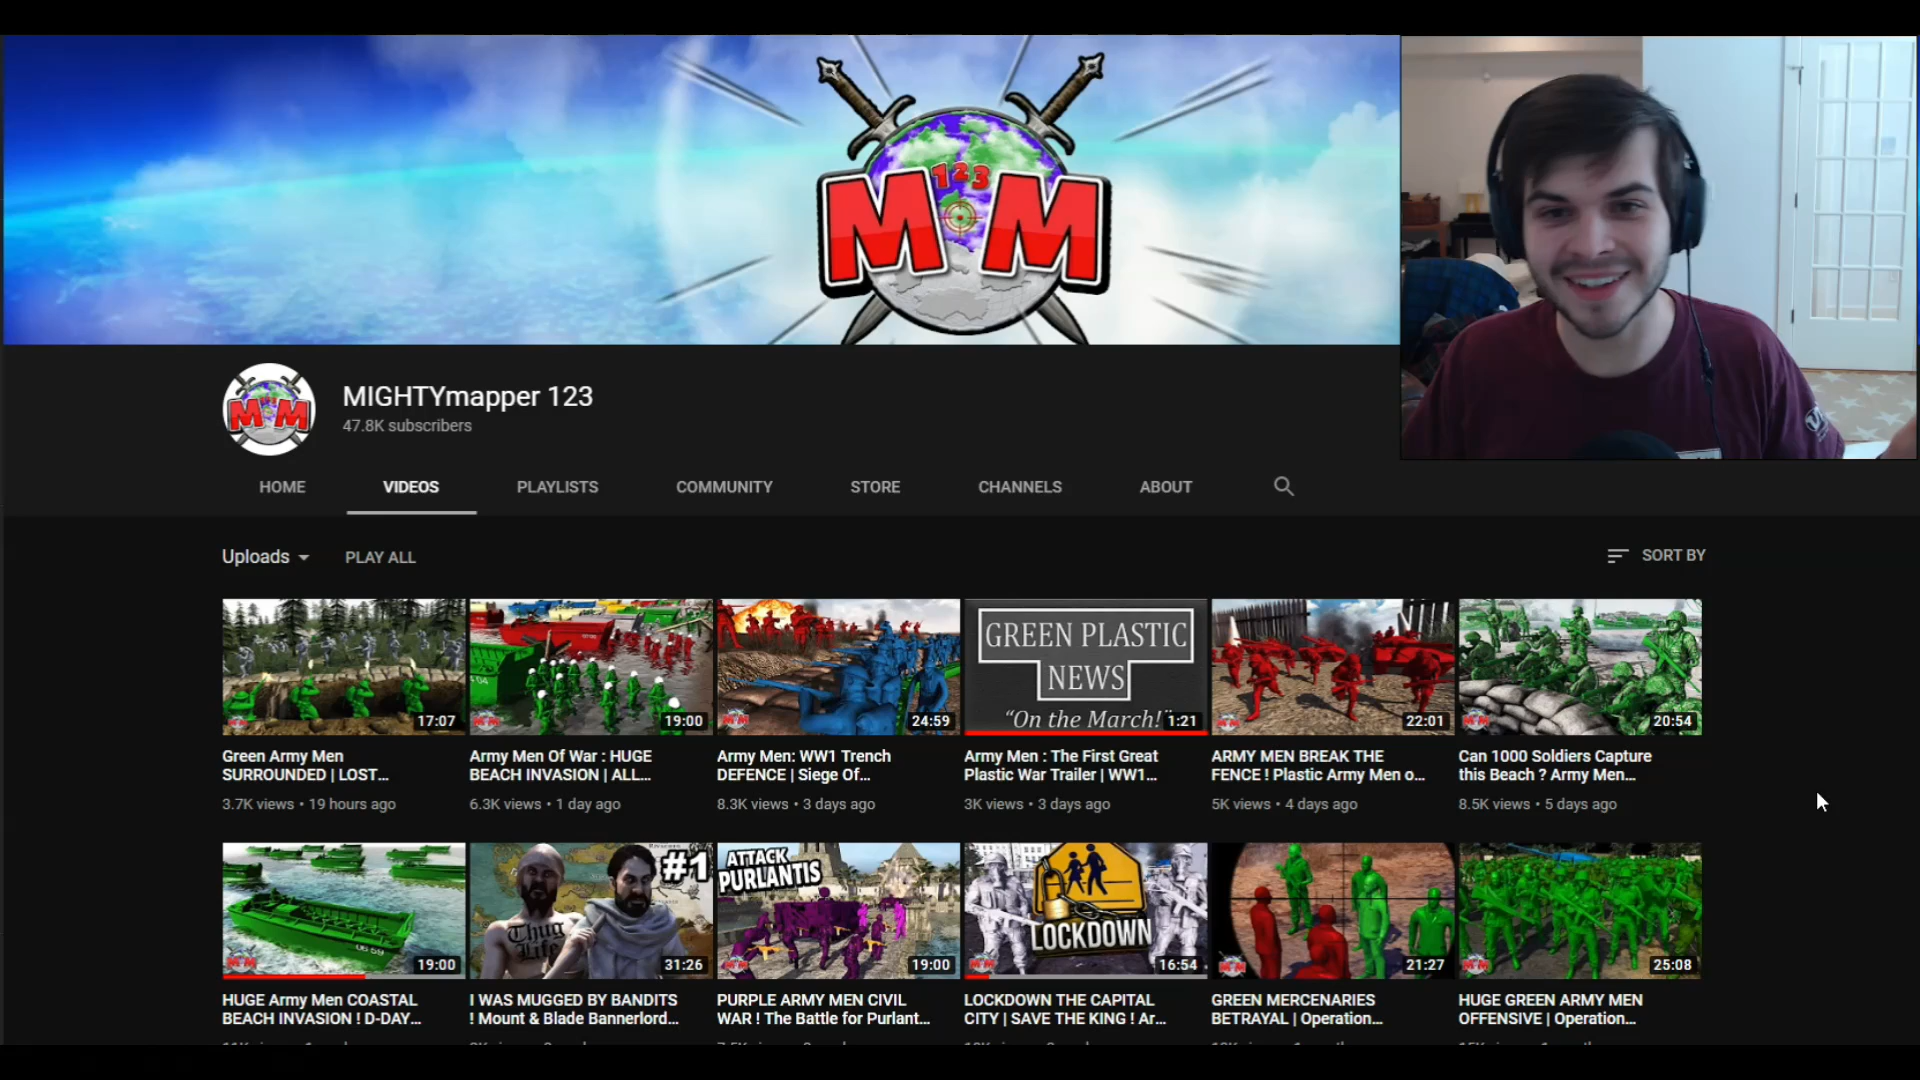 123
M M
MIGHTYmapper 123
47.8K subscribers
HOME VIDEOS PLAYLISTS COMMUNITY STORE CHANNELS ABOUT
Uploads PLAY ALL SORT BY
GREEN PLASTIC
NEWS
"On the March!"
17:07 19:00 24:59 1:21 22:01 20:54
Green Army Men
SURROUNDED | LOST...
3.7K views • 19 hours ago
Army Men Of War : HUGE
BEACH INVASION | ALL...
6.3K views • 1 day ago
Army Men: WW1 Trench
DEFENCE | Siege Of...
8.3K views • 3 days ago
Army Men : The First Great
Plastic War Trailer | WW1...
3K views • 3 days ago
ARMY MEN BREAK THE
FENCE ! Plastic Army Men o...
5K views • 4 days ago
Can 1000 Soldiers Capture
this Beach ? Army Men...
8.5K views • 5 days ago
#1
Thug
Life
ATTACK
PURLANTIS
LOCKDOWN
19:00 31:26 19:00 16:54 21:27 25:08
HUGE Army Men COASTAL
BEACH INVASION ! D-DAY...
I WAS MUGGED BY BANDITS
! Mount & Blade Bannerlord...
PURPLE ARMY MEN CIVIL
WAR ! The Battle for Purlant...
LOCKDOWN THE CAPITAL
CITY | SAVE THE KING ! Ar...
GREEN MERCENARIES
BETRAYAL | Operation...
HUGE GREEN ARMY MEN
OFFENSIVE | Operation...